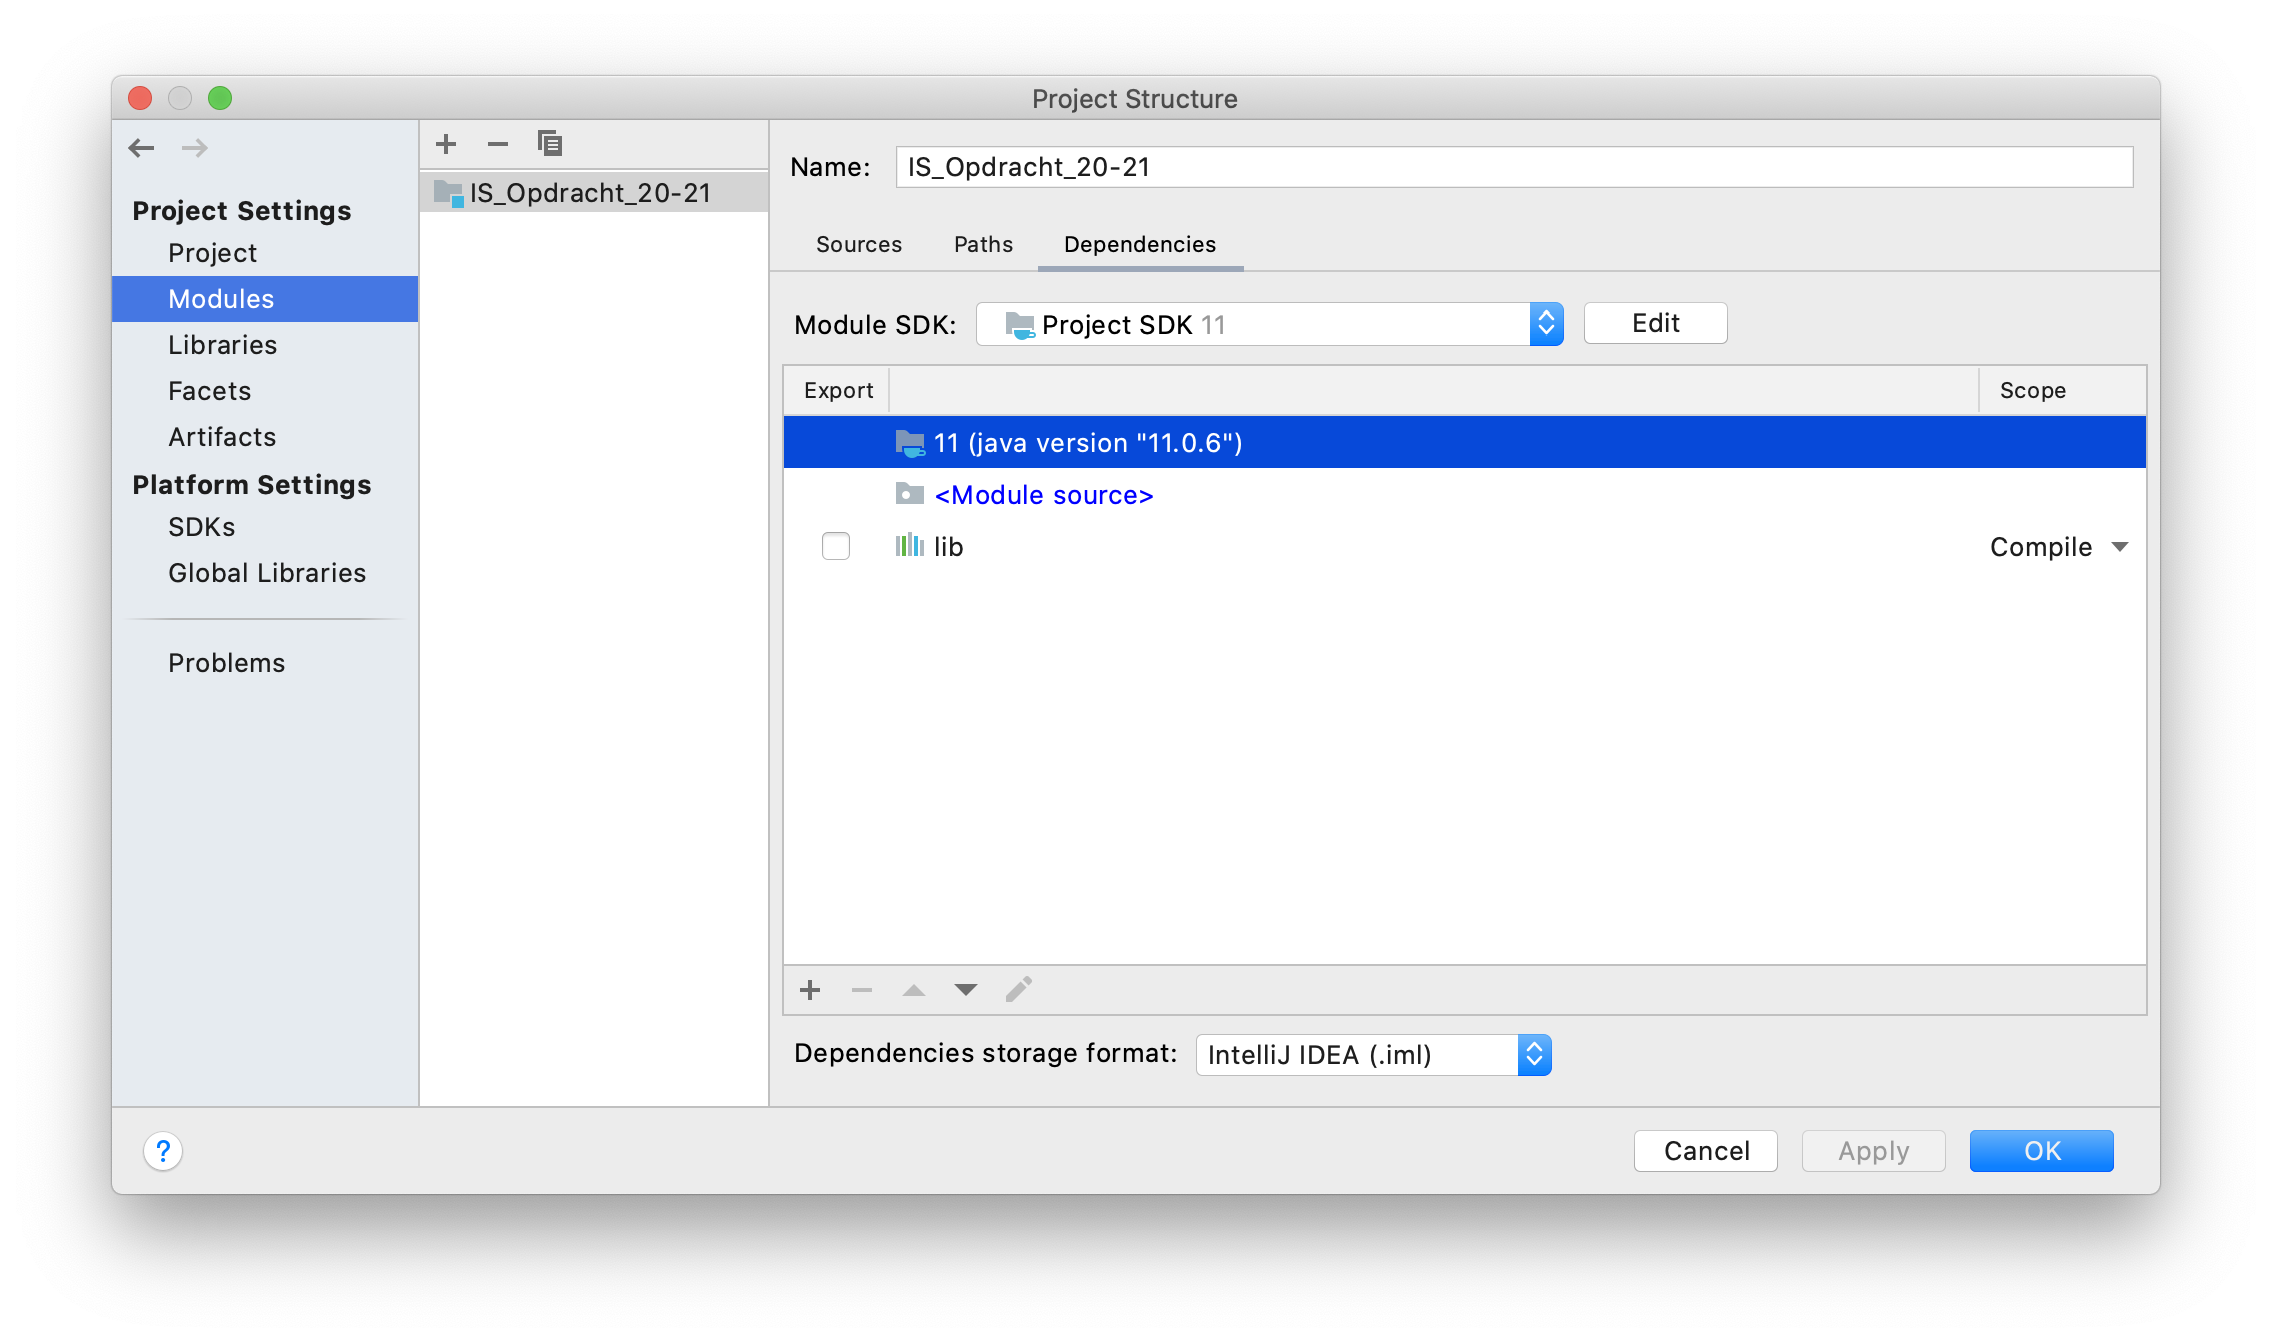 Project Structure
Project Settings
Project
Modules
Libraries
Facets
Artifacts
Platform Settings
SDKs
Global Libraries
Problems
IS_Opdracht_20-21
Name: IS_Opdracht_20-21
Sources Paths Dependencies
Module SDK: Project SDK 11 Edit
Export Scope
11 (java version "11.0.6")
<Module source>
lib Compile
Dependencies storage format: IntelliJ IDEA (.iml)
? Cancel Apply OK